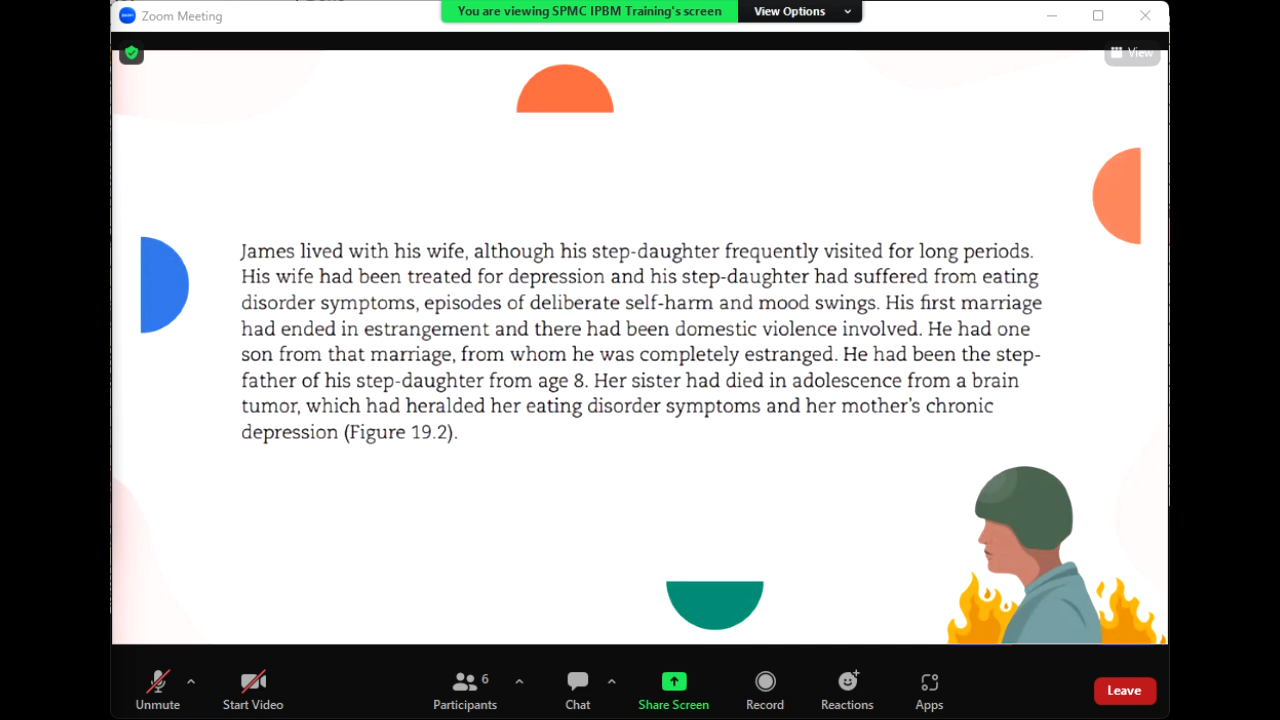 Zoom Meeting
You are viewing SPMC IPBM Training's screen
View Options
View
James lived with his wife, although his step-daughter frequently visited for long periods.
His wife had been treated for depression and his step-daughter had suffered from eating
disorder symptoms, episodes of deliberate self-harm and mood swings. His first marriage
had ended in estrangement and there had been domestic violence involved. He had one
son from that marriage, from whom he was completely estranged. He had been the step-
father of his step-daughter from age 8. Her sister had died in adolescence from a brain
tumor, which had heralded her eating disorder symptoms and her mother's chronic
depression (Figure 19.2).
6
Unmute
Start Video
Participants
Chat
Share Screen
Record
Reactions
Apps
Leave